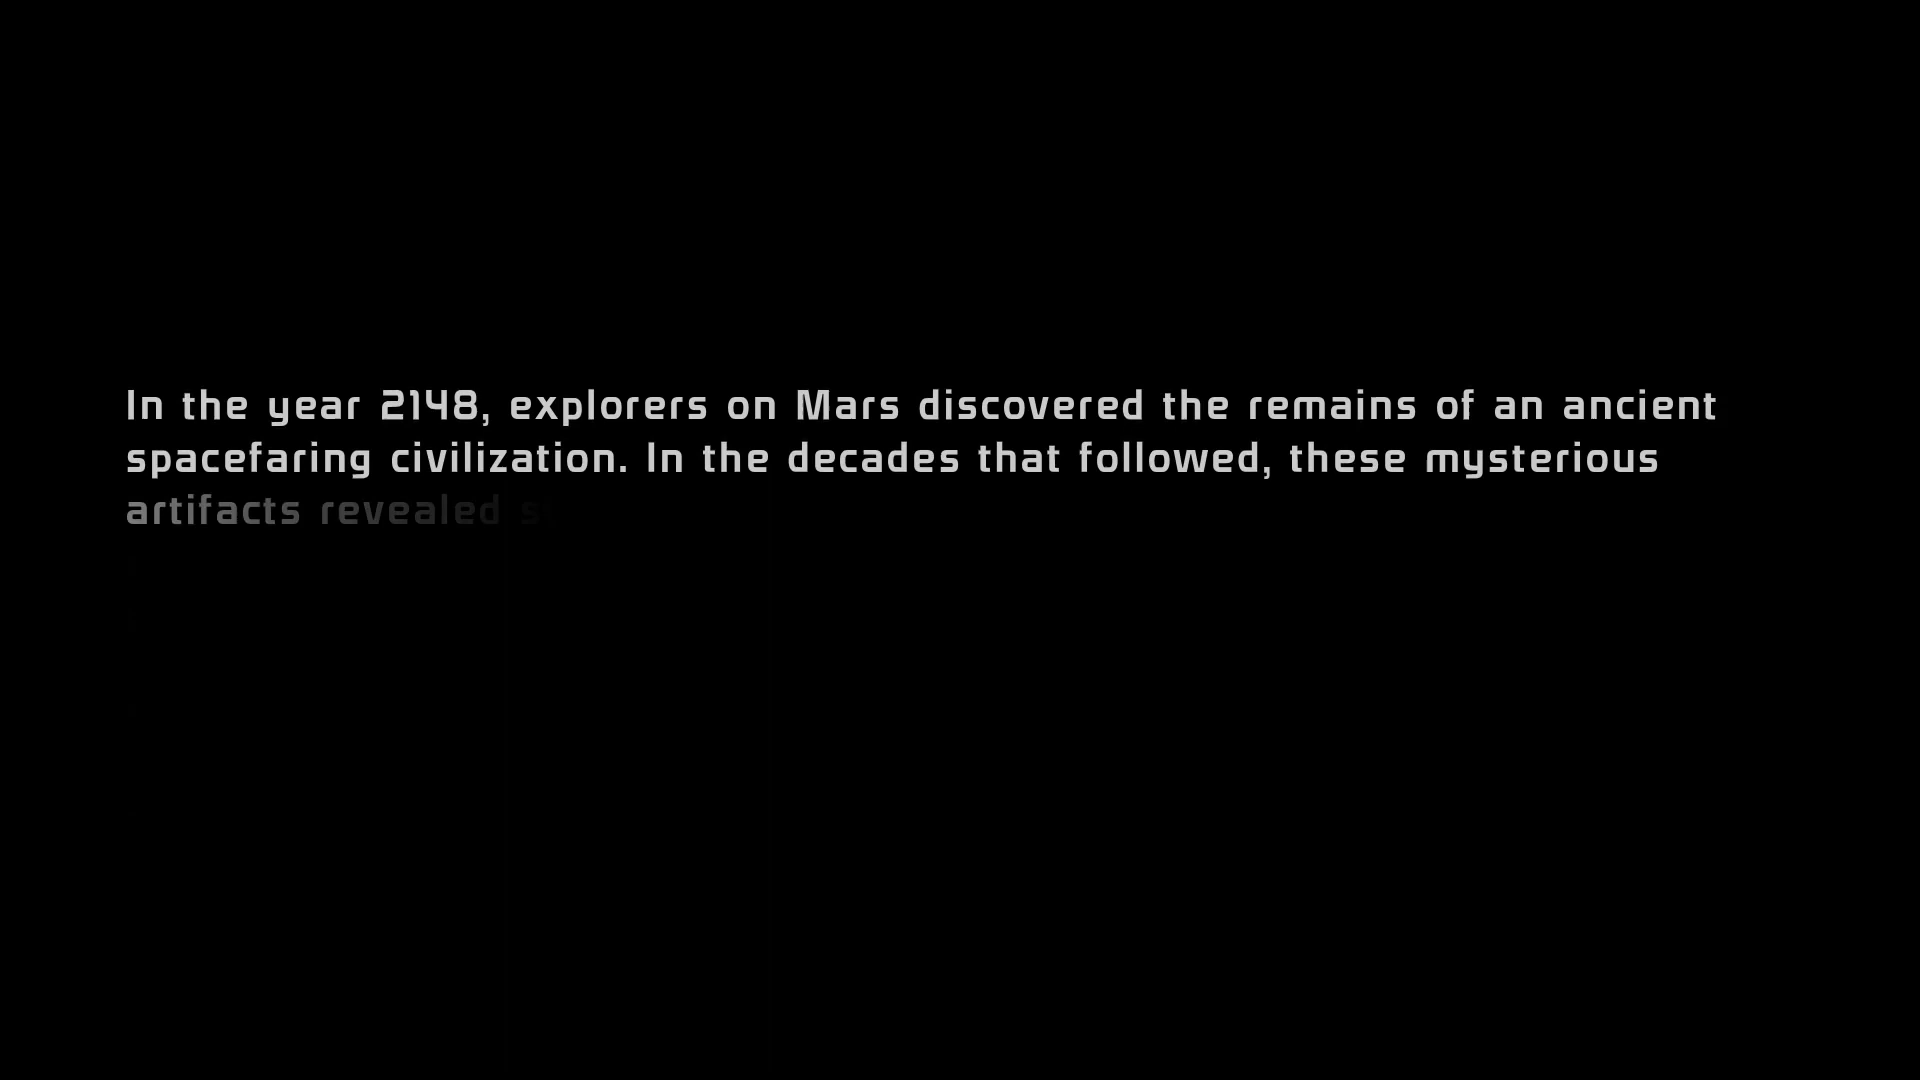 In the year 2148, explorers on Mars discovered the remains of an ancient
spacefaring civilization. In the decades that followed, these mysterious
artifacts revealed